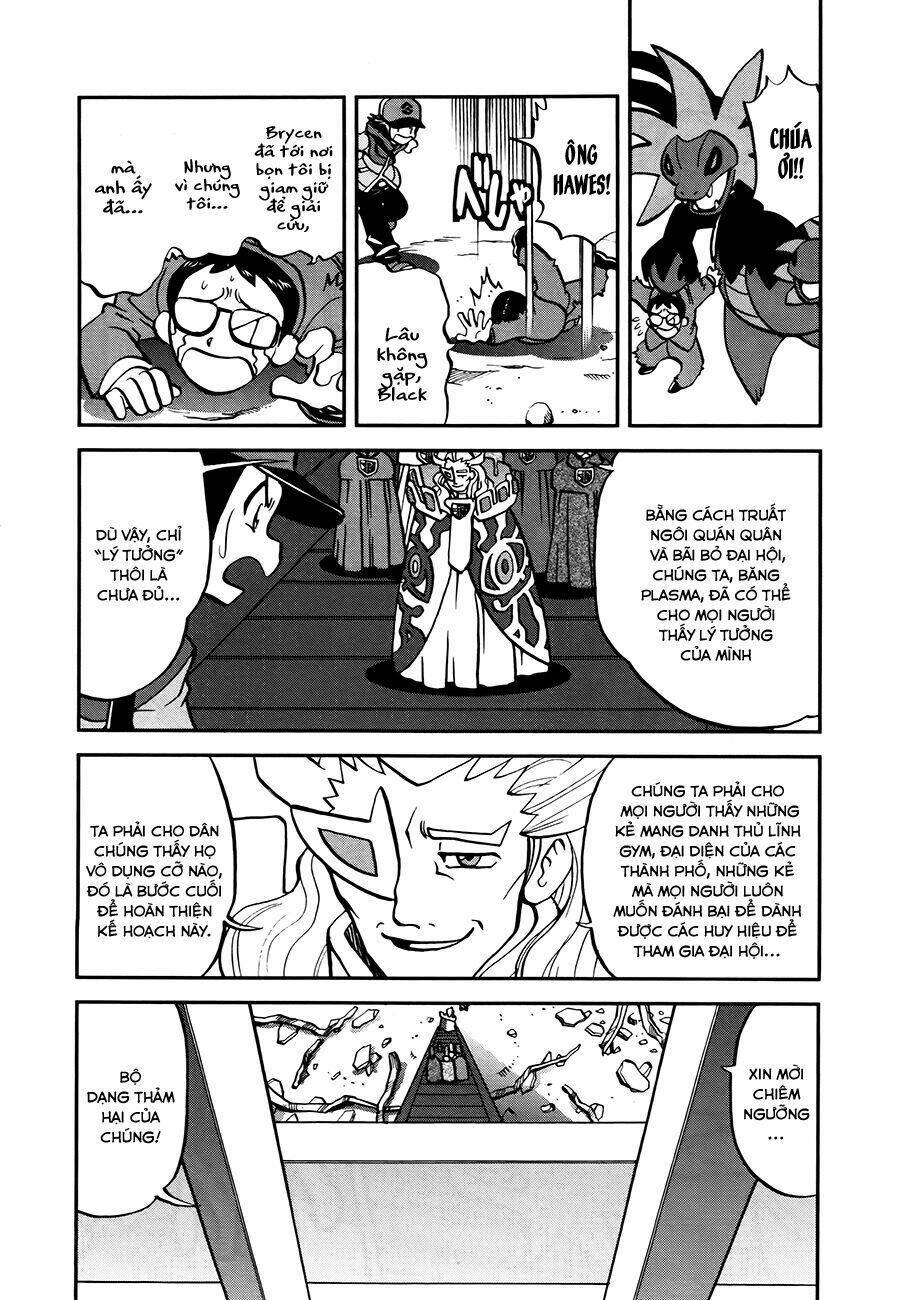 CHÚA
ƠI!!
ÔNG
HAWES!
ベシャ
Lâu
không
gặp,
Black
Brycen
đã tới nơi
bọn tôi bị
giam giữ
để giải
cứu,
Nhưng
vì chúng
tôi...
mà
anh ấy
đã...
BẰNG CÁCH TRUẤT
NGÔI QUÁN QUÂN
VÀ BÃI BỎ ĐẠI HỘI,
CHÚNG TA, BĂNG
PLASMA, ĐÃ CÓ THỂ
CHO MỌI NGƯỜI
THẤY LÝ TƯỞNG
CỦA MÌNH
DÙ VẬY, CHỈ
“LÝ TƯỞNG”
THÔI LÀ
CHƯA ĐỦ...
CHÚNG TA PHẢI CHO
MỌI NGƯỜI THẤY NHỮNG
KẺ MANG DANH THỦ LĨNH
GYM, ĐẠI DIỆN CỦA CÁC
THÀNH PHỐ, NHỮNG KẺ
MÀ MỌI NGƯỜI LUÔN
MUỐN ĐÁNH BẠI ĐỂ DÀNH
ĐƯỢC CÁC HUY HIỆU ĐỂ
THAM GIA ĐẠI HỘI...
TA PHẢI CHO DÂN
CHÚNG THẤY HỌ
VÔ DỤNG CỠ NÀO,
ĐÓ LÀ BƯỚC CUỐI
ĐỂ HOÀN THIỆN
KẾ HOẠCH NÀY.
XIN MỜI
CHIÊM
NGƯỠNG
...
BỘ
DẠNG THẢM
HẠI CỦA
CHÚNG!